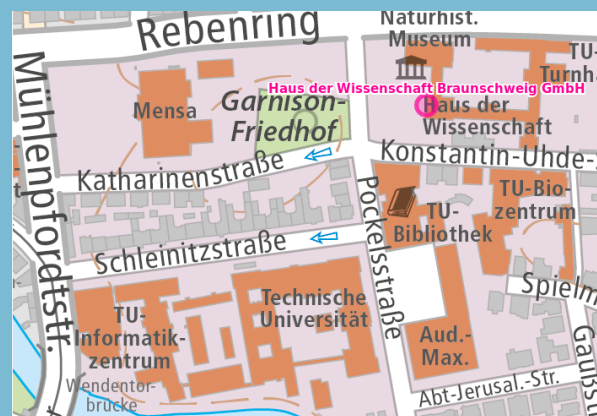 Rebenring
Naturhist.
Museum
TU-
Turnh
Haus der Wissenschaft Braunschweig GmbH
Mensa
Garnison-
Friedhof
Haus der
Wissenschaft
Mühlenpfordtstr.
Katharinenstraße
Konstantin-Uhde-
TU-Bio-
zentrum
Pockelsstraße
TU-
Bibliothek
Schleinitzstraße
Spielm
Technische
Universität
TU-
Informatik-
zentrum
Aud.-
Max.
Gauß
Wendentor-
brücke
Abt-Jerusal.-Str.